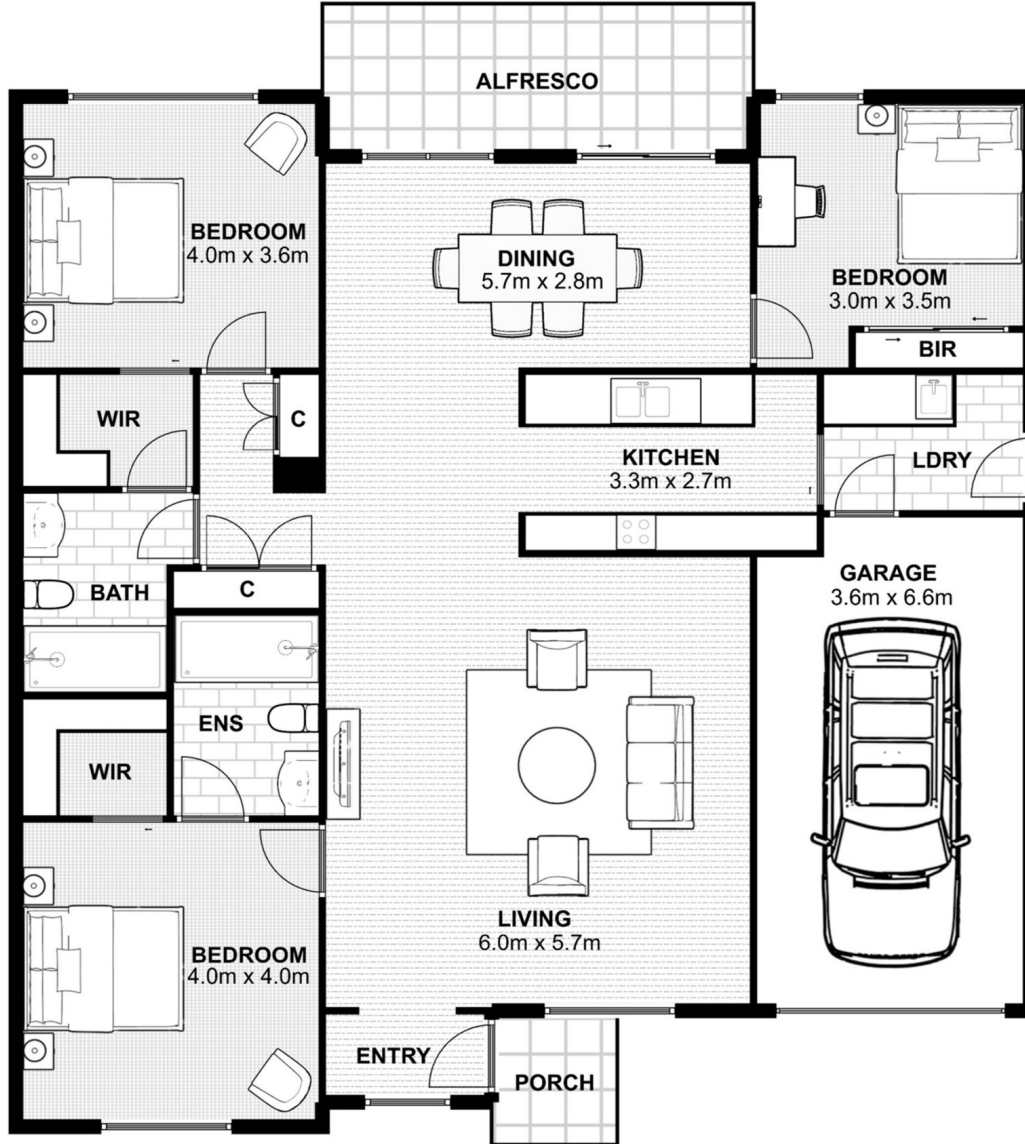 ALFRESCO
BEDROOM
4.0m x 3.6m
DINING
5.7m x 2.8m
BEDROOM
3.0m x 3.5m
BIR
WIR
C
KITCHEN
3.3m x 2.7m
LDRY
BATH
C
GARAGE
3.6m x 6.6m
ENS
WIR
LIVING
6.0m x 5.7m
BEDROOM
4.0m x 4.0m
ENTRY
PORCH